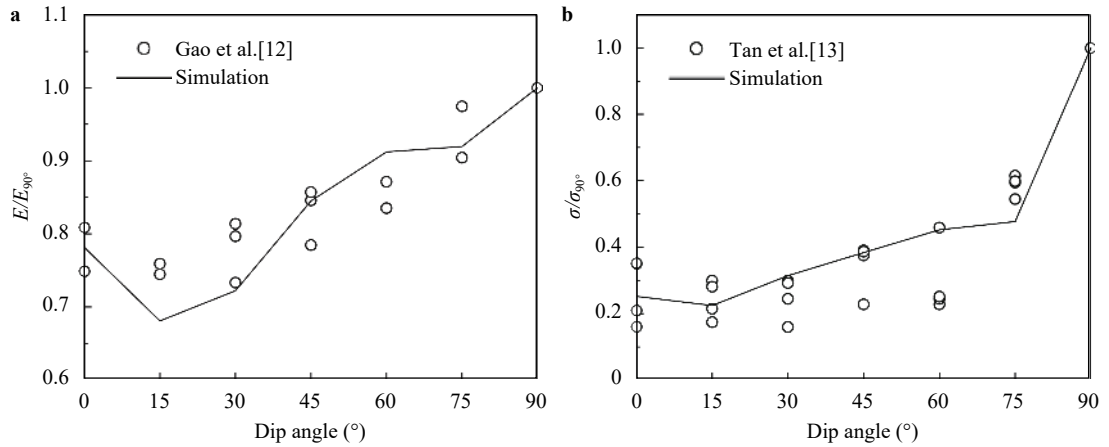 a
1.1
1.0
0.9
0.8
0.7
0.6
E/E90°
Gao et al.[12]
Simulation
0 15 30 45 60 75 90
Dip angle (°)
b
1.0
0.8
0.6
0.4
0.2
0
σ/σ90°
Tan et al.[13]
Simulation
0 15 30 45 60 75 90
Dip angle (°)